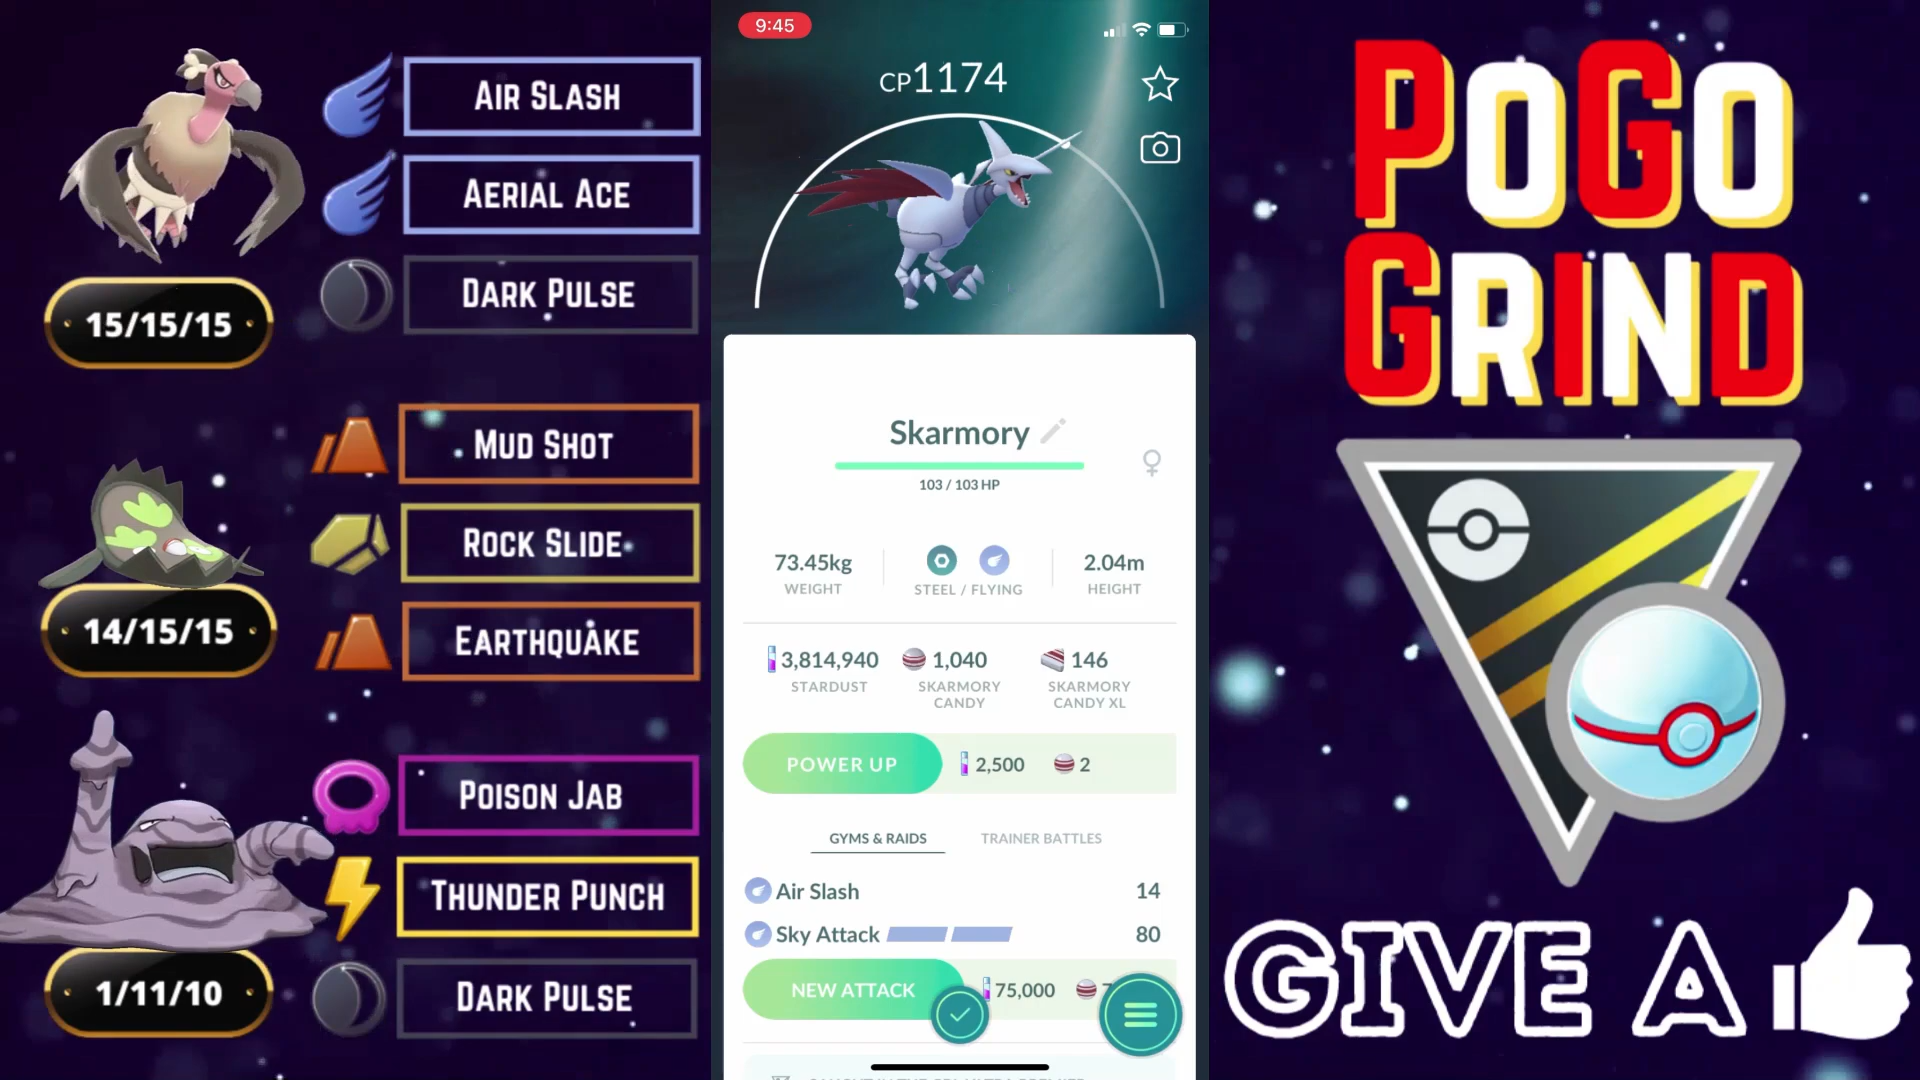 AIR SLASH
AERIAL ACE
DARK PULSE
15/15/15
MUD SHOT
ROCK SLIDE
EARTHQUAKE
14/15/15
POISON JAB
THUNDER PUNCH
DARK PULSE
1/11/10
9:45
CP1174
Skarmory
103 / 103 HP
73.45kg
WEIGHT
STEEL / FLYING
2.04m
HEIGHT
3,814,940
STARDUST
1,040
SKARMORY
CANDY
146
SKARMORY
CANDY XL
POWER UP 2,500 2
GYMS & RAIDS TRAINER BATTLES
Air Slash 14
Sky Attack 80
NEW ATTACK 75,000
POGO
GRIND
GIVE A